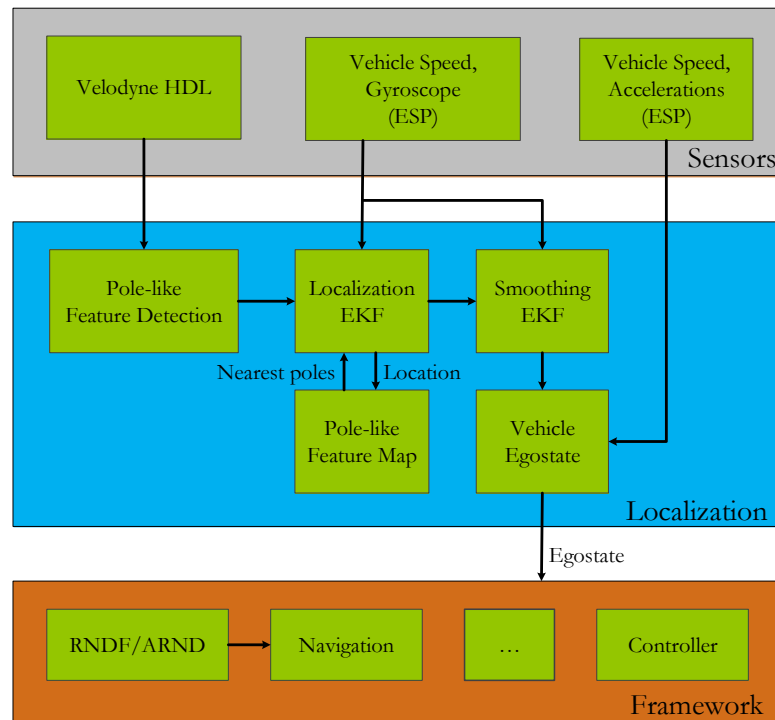 Velodyne HDL
Vehicle Speed,
Gyroscope
(ESP)
Vehicle Speed,
Accelerations
(ESP)
Sensors
Pole-like
Feature Detection
Localization
EKF
Smoothing
EKF
Nearest poles
Location
Pole-like
Feature Map
Vehicle
Egostate
Localization
Egostate
RNDF/ARND
Navigation
...
Controller
Framework